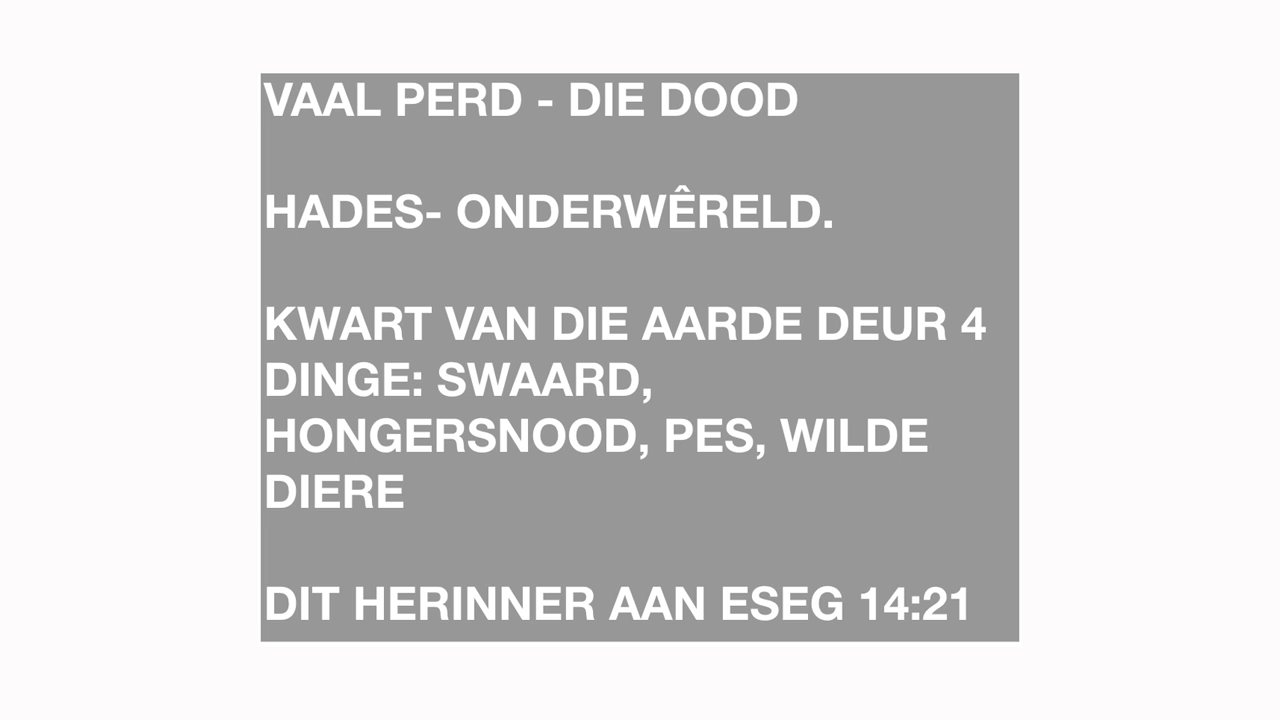 VAAL PERD - DIE DOOD
HADES- ONDERWÊRELD.
KWART VAN DIE AARDE DEUR 4
DINGE: SWAARD,
HONGERSNOOD, PES, WILDE
DIERE
DIT HERINNER AAN ESEG 14:21